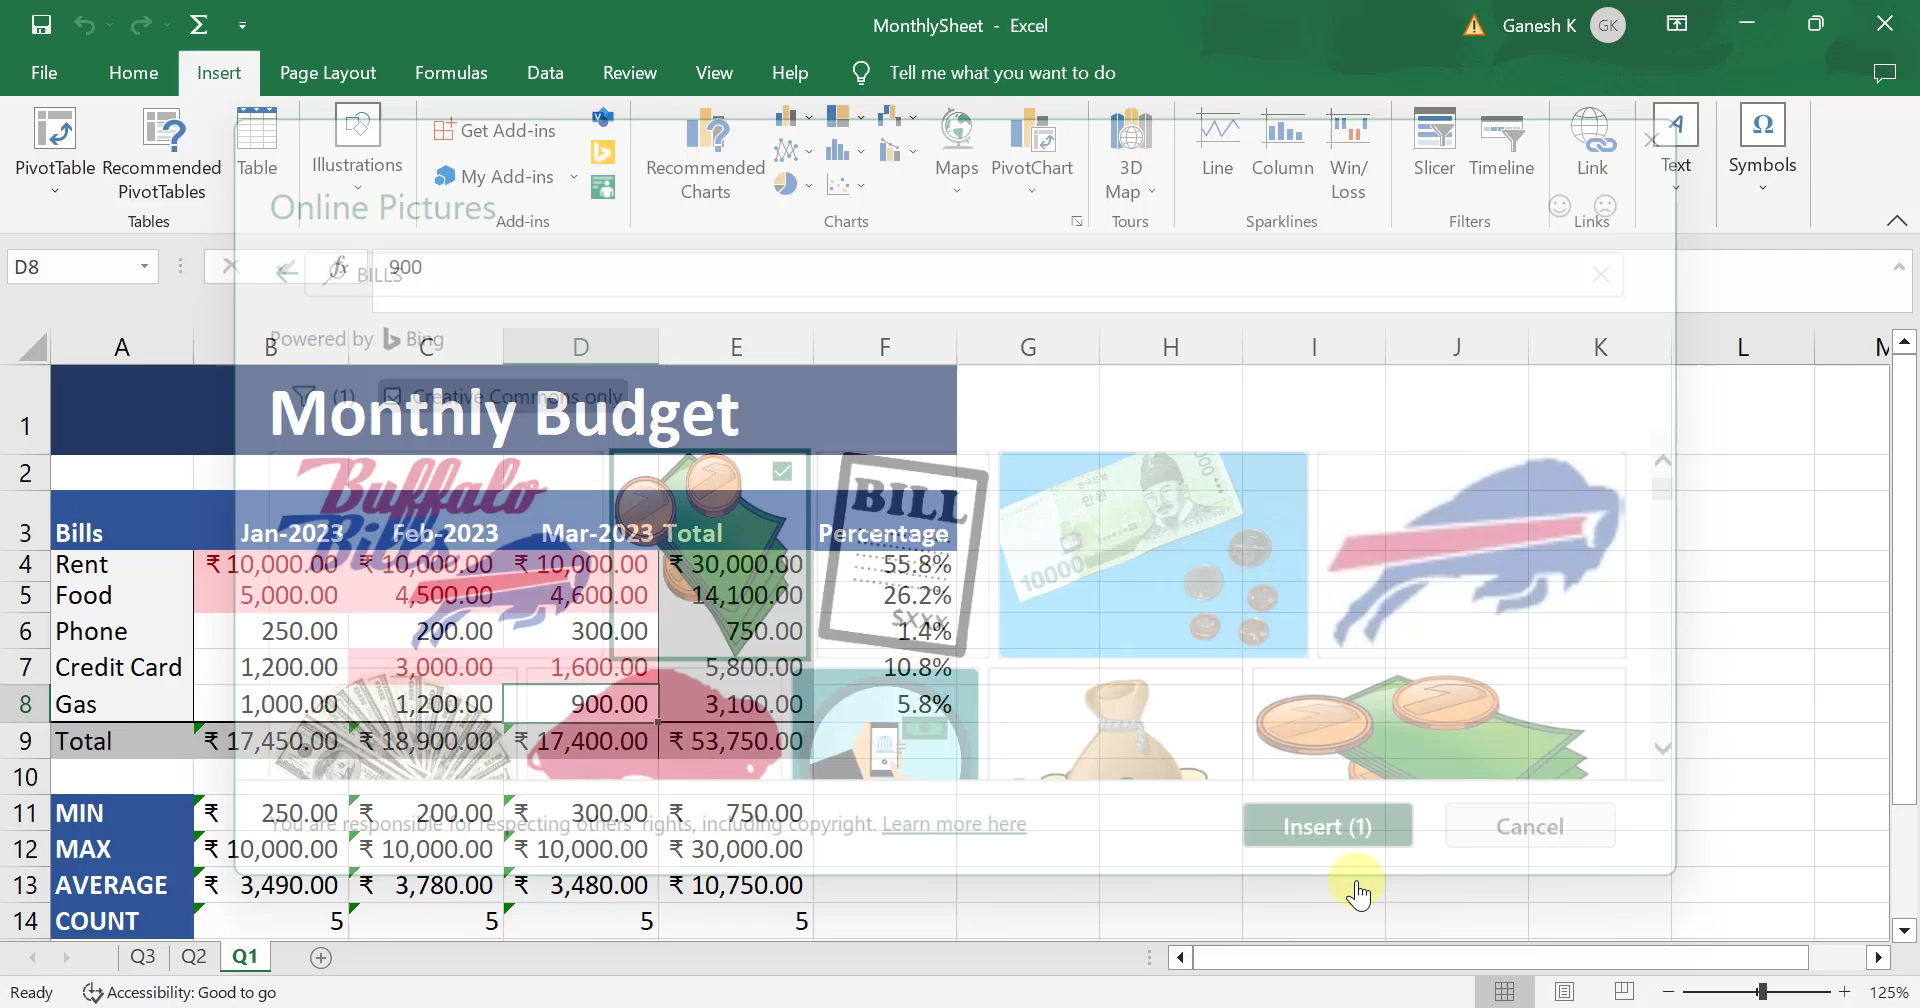 MonthlySheet - Excel
Ganesh K GK
File Home Insert Page Layout Formulas Data Review View Help Tell me what you want to do
PivotTable
Recommended PivotTables
Table
Tables
Illustrations
Get Add-ins
My Add-ins
Add-ins
Recommended Charts
Maps
PivotChart
Charts
3D Map
Tours
Line
Column
Win/Loss
Sparklines
Slicer
Timeline
Filters
Link
Links
Text
Symbols
Online Pictures
D8
BILLS
900
Powered by Bing
(1) Creative Commons only
A B C D E F G H I J K L M
1 Monthly Budget
2
3 Bills Jan-2023 Feb-2023 Mar-2023 Total Percentage
4 Rent ₹ 10,000.00 ₹ 10,000.00 ₹ 10,000.00 ₹ 30,000.00 55.8%
5 Food 5,000.00 4,500.00 4,600.00 14,100.00 26.2%
6 Phone 250.00 200.00 300.00 750.00 1.4%
7 Credit Card 1,200.00 3,000.00 1,600.00 5,800.00 10.8%
8 Gas 1,000.00 1,200.00 900.00 3,100.00 5.8%
9 Total ₹ 17,450.00 ₹ 18,900.00 ₹ 17,400.00 ₹ 53,750.00
10
11 MIN ₹ 250.00 ₹ 200.00 ₹ 300.00 ₹ 750.00
12 MAX ₹ 10,000.00 ₹ 10,000.00 ₹ 10,000.00 ₹ 30,000.00
13 AVERAGE ₹ 3,490.00 ₹ 3,780.00 ₹ 3,480.00 ₹ 10,750.00
14 COUNT 5 5 5 5
Buffalo
Bills
BILL
$XXX
10000
You are responsible for respecting others' rights, including copyright. Learn more here
Insert (1)
Cancel
Q3 Q2 Q1
Ready Accessibility: Good to go 125%